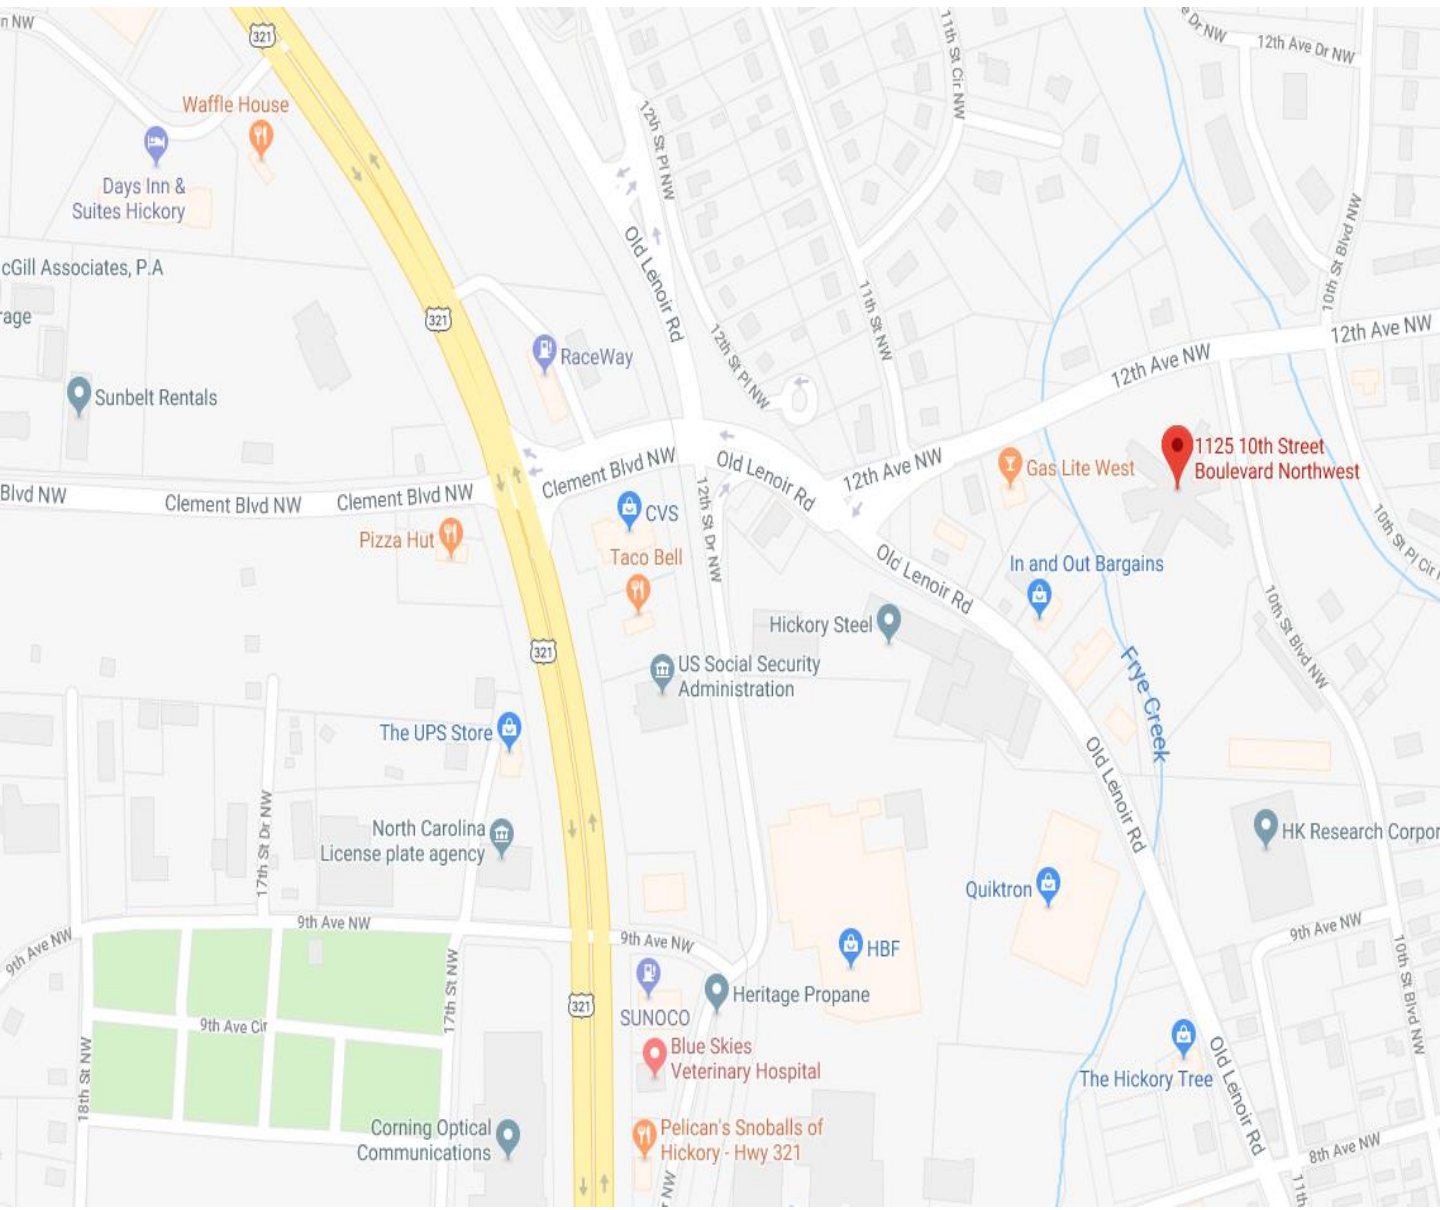 n NW
321
e Dr NW
12th Ave Dr NW
11th St Cir NW
Waffle House
12th St Pl NW
Days Inn &
Suites Hickory
10th St Blvd NW
Old Lenoir Rd
cGill Associates, P.A
rage
321
11th St NW
12th Ave NW
12th Ave NW
RaceWay
12th St Pl NW
Sunbelt Rentals
1125 10th Street
Boulevard Northwest
Gas Lite West
Old Lenoir Rd
12th Ave NW
Clement Blvd NW
Blvd NW
Clement Blvd NW
Clement Blvd NW
CVS
12th St Dr NW
Pizza Hut
Taco Bell
10th St Pl Cir
Old Lenoir Rd
In and Out Bargains
Hickory Steel
10th St Blvd NW
321
US Social Security
Administration
Frye Creek
The UPS Store
Old Lenoir Rd
North Carolina
License plate agency
17th St Dr NW
HK Research Corpor
Quiktron
9th Ave NW
9th Ave NW
9th Ave NW
9th Ave NW
HBF
10th St Blvd NW
17th St NW
321
SUNOCO
Heritage Propane
9th Ave Cir
Blue Skies
Veterinary Hospital
18th St NW
The Hickory Tree
Old Lenoir Rd
Corning Optical
Communications
Pelican's Snoballs of
Hickory - Hwy 321
8th Ave NW
r NW
11th